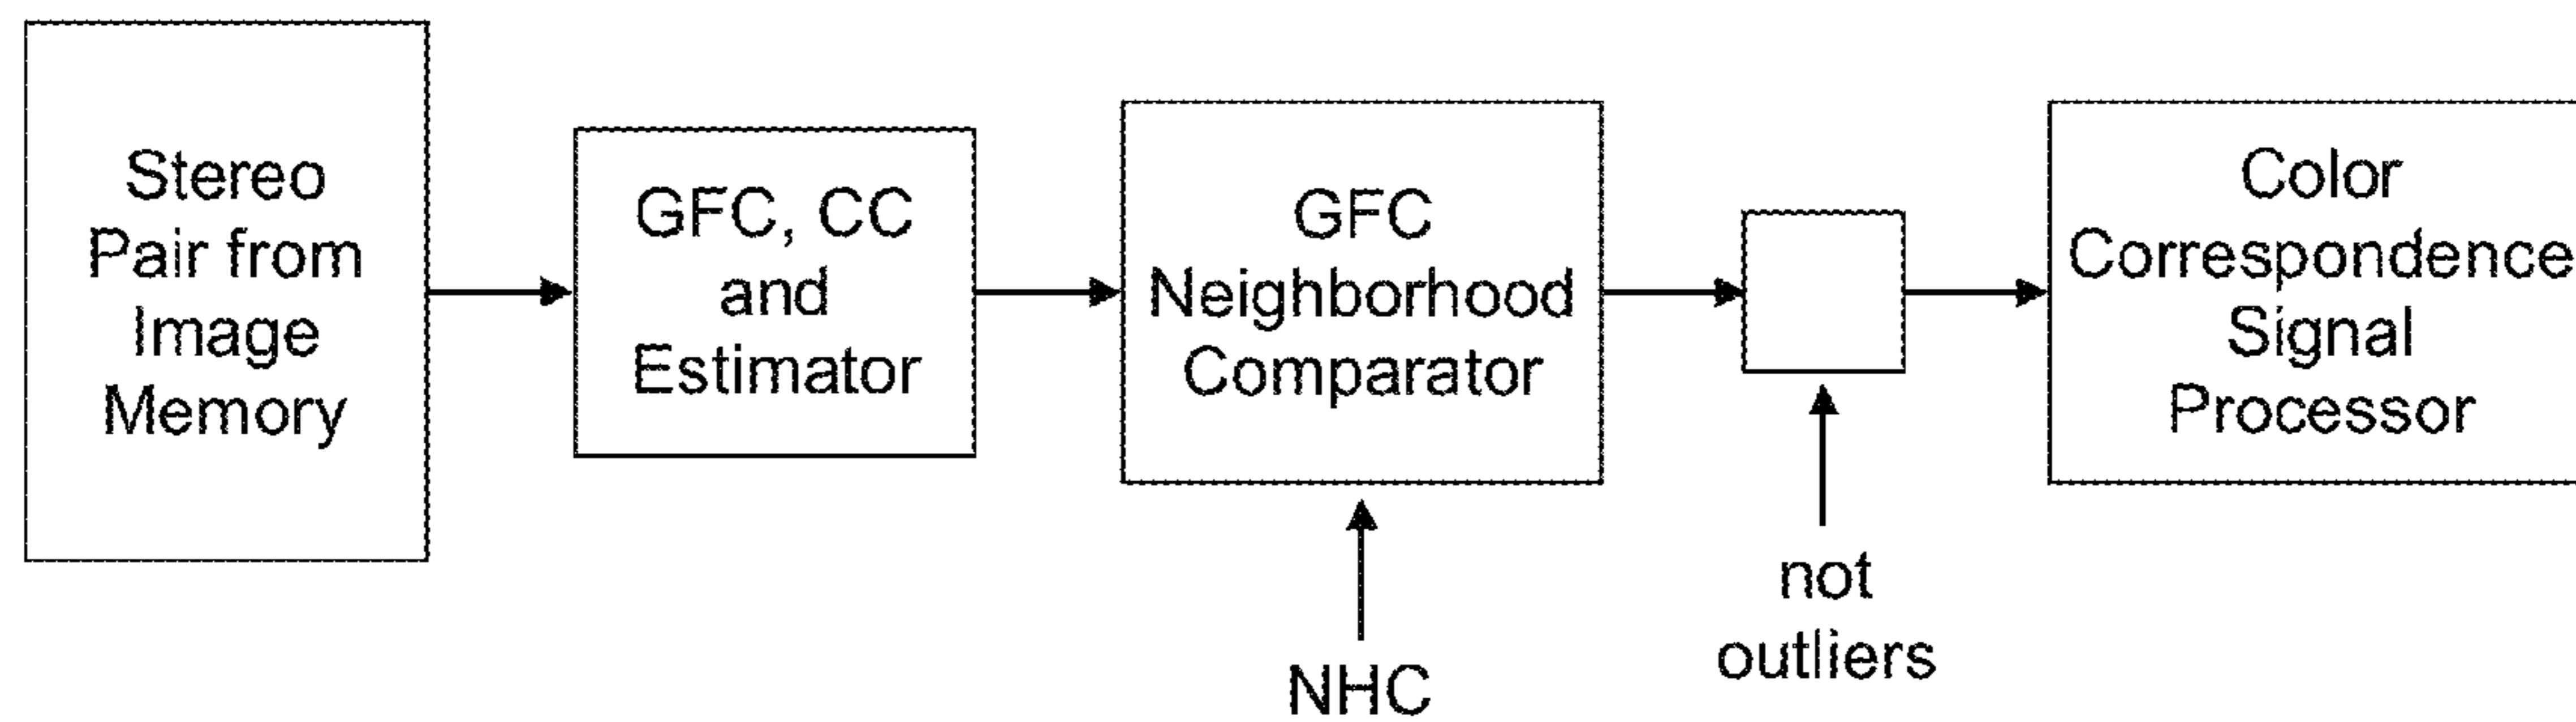 Stereo
Pair from
Image
Memory
GFC, CC
and
Estimator
GFC
Neighborhood
Comparator
NHC
not
outliers
Color
Correspondence
Signal
Processor